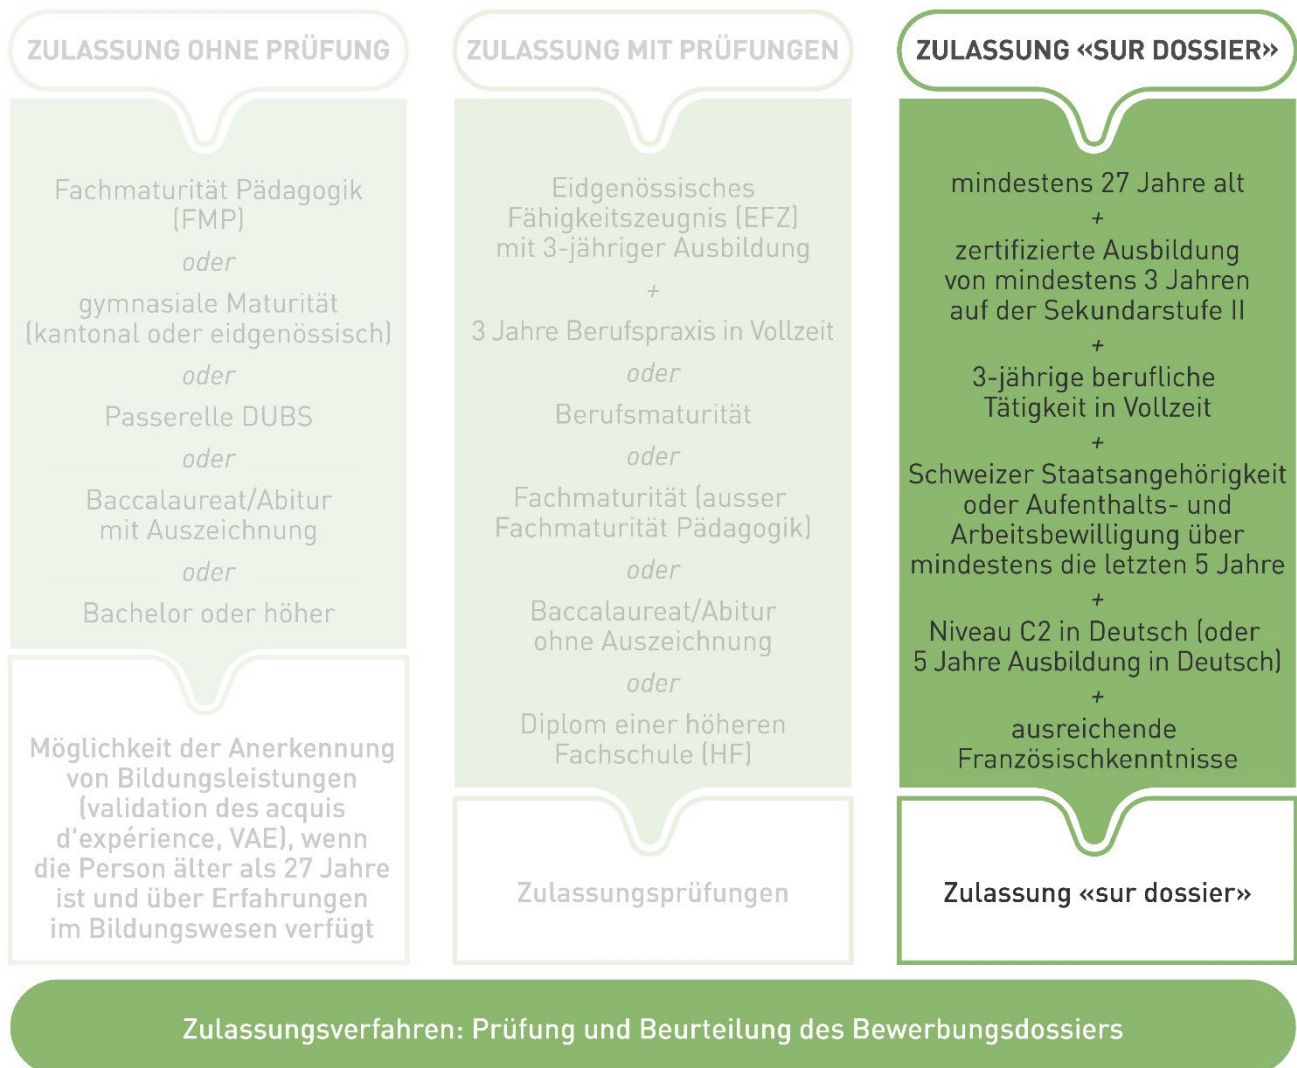 ZULASSUNG OHNE PRÜFUNG
Fachmaturität Pädagogik
(FMP)
oder
gymnasiale Maturität
(kantonal oder eidgenössisch)
oder
Passerelle DUBS
oder
Baccalaureat/Abitur
mit Auszeichnung
oder
Bachelor oder höher
Möglichkeit der Anerkennung
von Bildungsleistungen
(validation des acquis
d'expérience, VAE), wenn
die Person älter als 27 Jahre
ist und über Erfahrungen
im Bildungswesen verfügt
ZULASSUNG MIT PRÜFUNGEN
Eidgenössisches
Fähigkeitszeugnis (EFZ)
mit 3-jähriger Ausbildung
+
3 Jahre Berufspraxis in Vollzeit
oder
Berufsmaturität
oder
Fachmaturität (ausser
Fachmaturität Pädagogik)
oder
Baccalaureat/Abitur
ohne Auszeichnung
oder
Diplom einer höheren
Fachschule (HF)
Zulassungsprüfungen
ZULASSUNG «SUR DOSSIER»
mindestens 27 Jahre alt
+
zertifizierte Ausbildung
von mindestens 3 Jahren
auf der Sekundarstufe II
+
3-jährige berufliche
Tätigkeit in Vollzeit
+
Schweizer Staatsangehörigkeit
oder Aufenthalts- und
Arbeitsbewilligung über
mindestens die letzten 5 Jahre
+
Niveau C2 in Deutsch (oder
5 Jahre Ausbildung in Deutsch)
+
ausreichende
Französischkenntnisse
Zulassung «sur dossier»
Zulassungsverfahren: Prüfung und Beurteilung des Bewerbungsdossiers